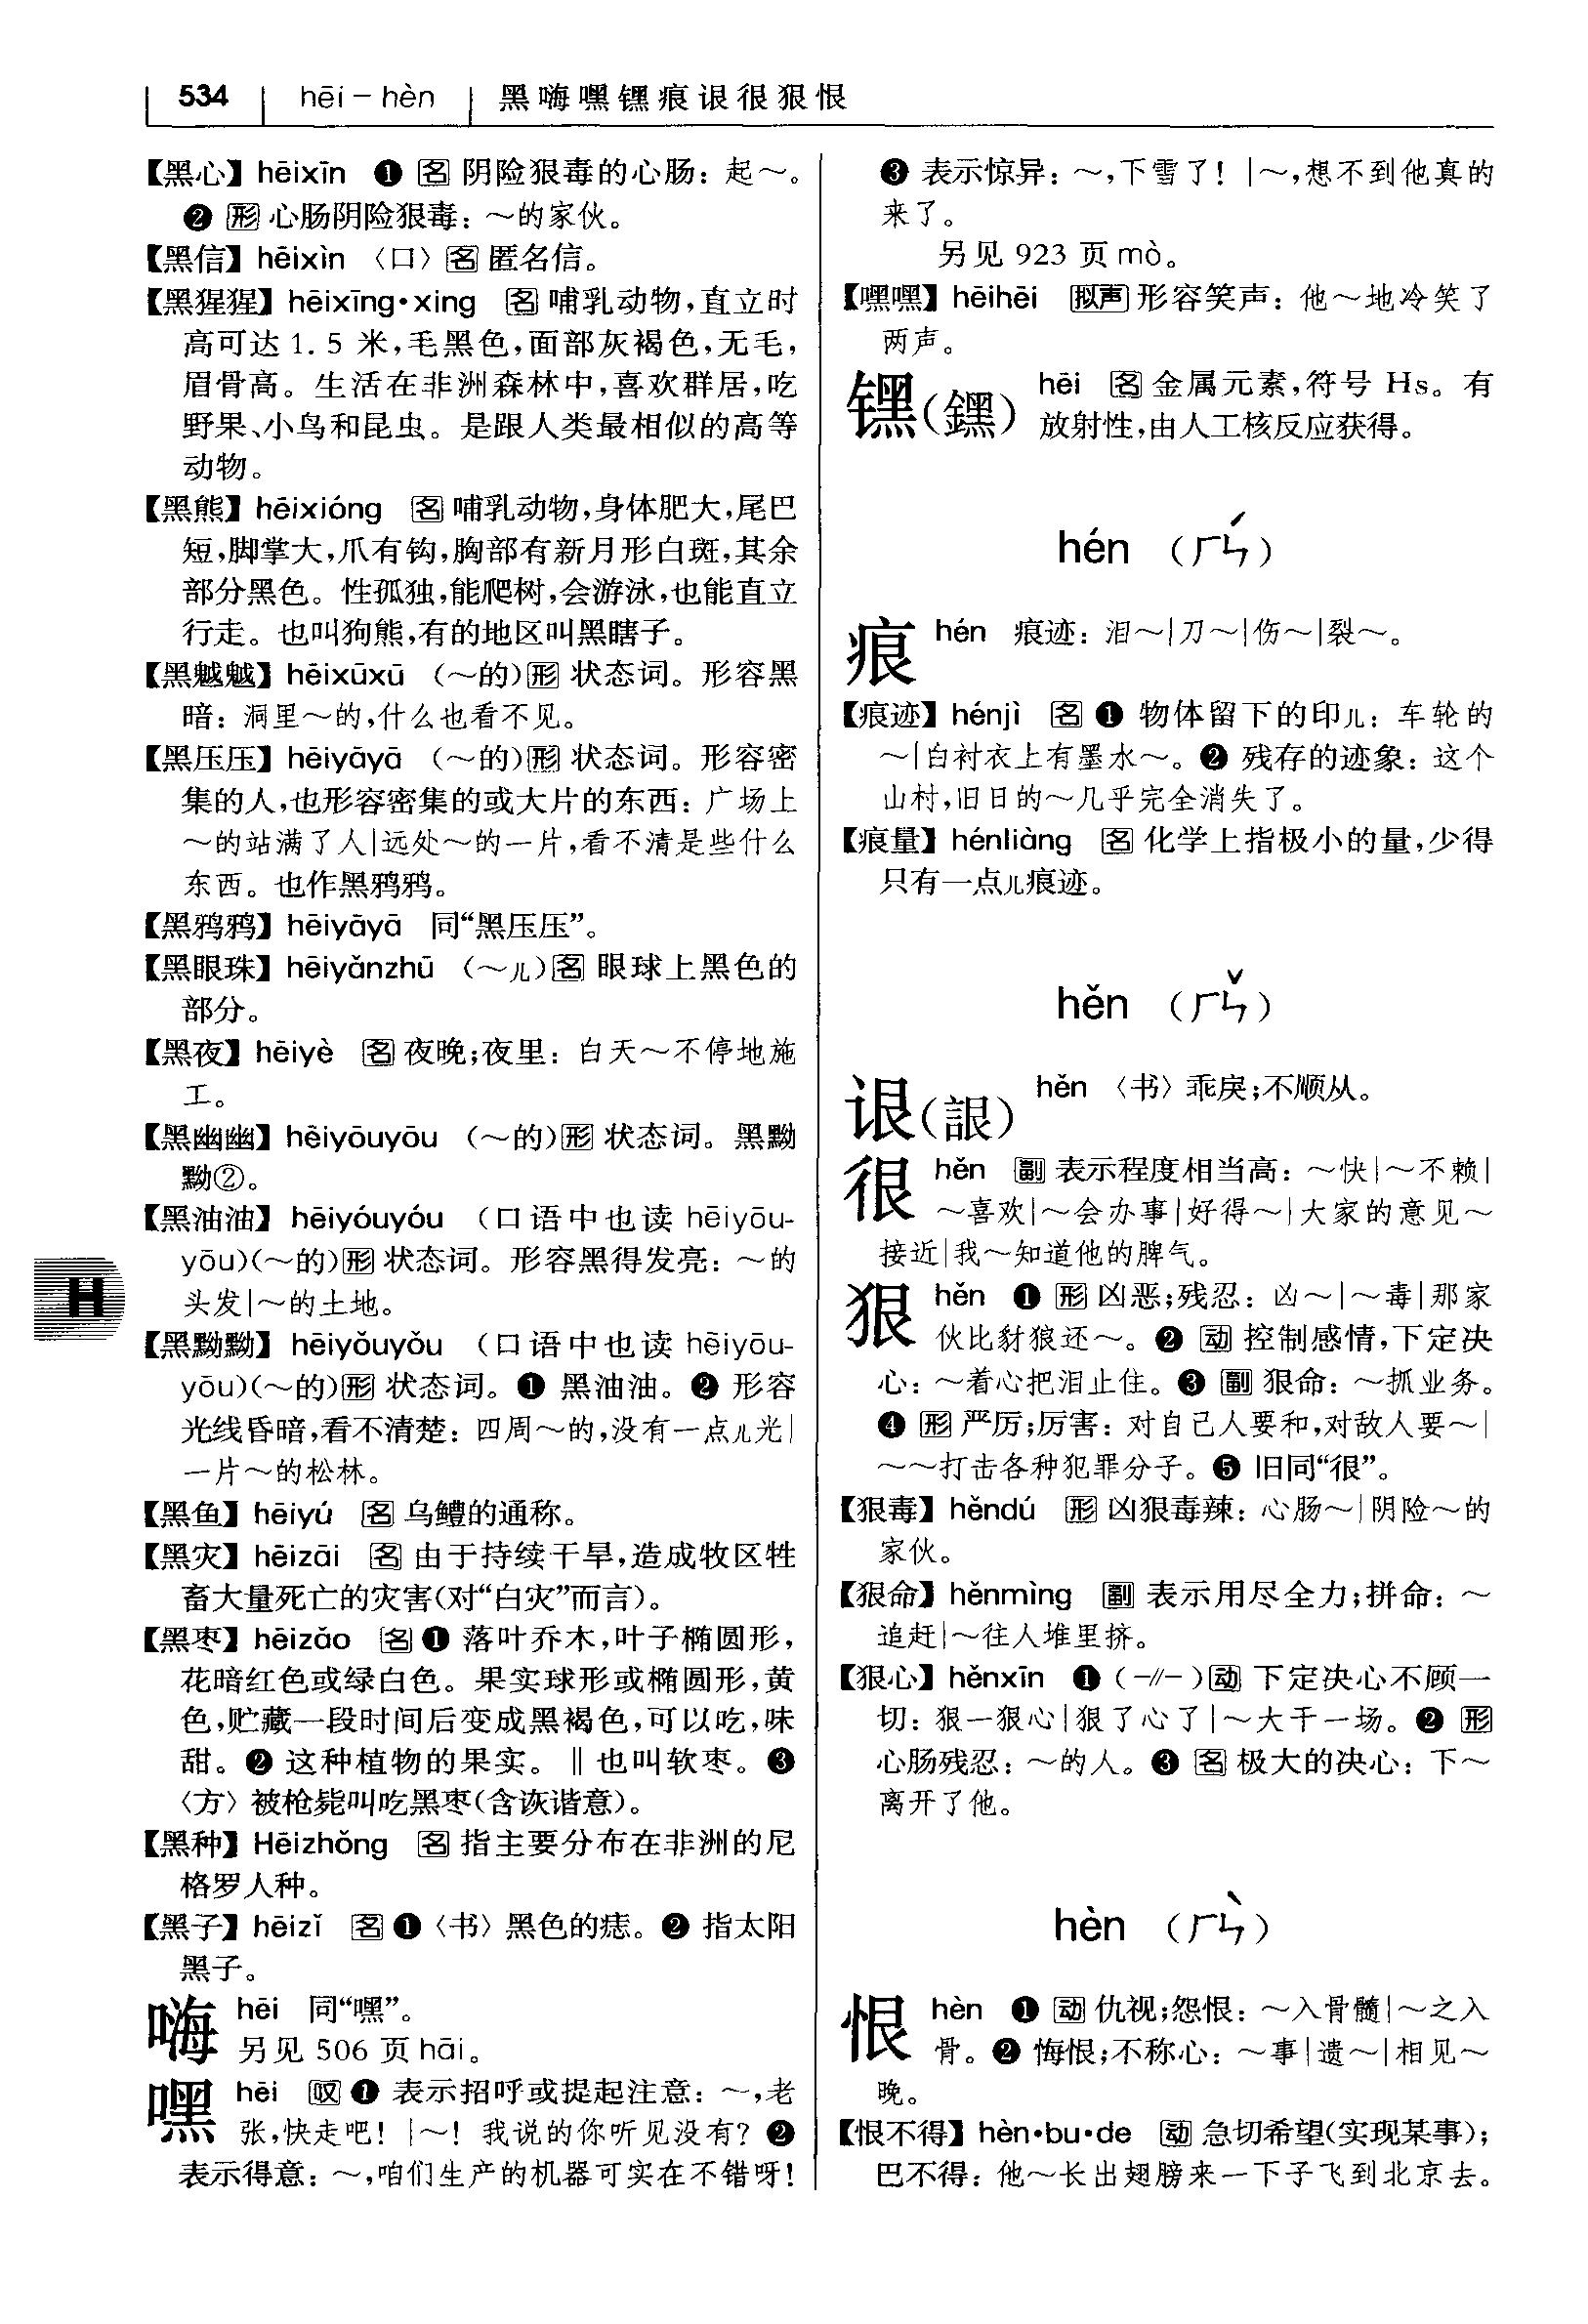 534 hēi－hèn 黑嗨嘿𬭶痕诎很狠恨
【黑心】hēixīn ❶ 名 阴险狠毒的心肠：起～。
❷ 形 心肠阴险狠毒：～的家伙。
【黑信】hēixìn 〈口〉名 匿名信。
【黑猩猩】hēixīng•xing 名 哺乳动物，直立时
高可达 1.5 米，毛黑色，面部灰褐色，无毛，
眉骨高。生活在非洲森林中，喜欢群居，吃
野果、小鸟和昆虫。是跟人类最相似的高等
动物。
【黑熊】hēixióng 名 哺乳动物，身体肥大，尾巴
短，脚掌大，爪有钩，胸部有新月形白斑，其余
部分黑色。性孤独，能爬树，会游泳，也能直立
行走。也叫狗熊，有的地区叫黑瞎子。
【黑魆魆】hēixūxū （～的）形 状态词。形容黑
暗：洞里～的，什么也看不见。
【黑压压】hēiyāyā （～的）形 状态词。形容密
集的人，也形容密集的或大片的东西：广场上
～的站满了人|远处～的一片，看不清是些什么
东西。也作黑鸦鸦。
【黑鸦鸦】hēiyāyā 同“黑压压”。
【黑眼珠】hēiyǎnzhū （～儿）名 眼球上黑色的
部分。
【黑夜】hēiyè 名 夜晚；夜里：白天～不停地施
工。
【黑幽幽】hēiyōuyōu （～的）形 状态词。黑黝
黝②。
【黑油油】hēiyóuyóu （口语中也读 hēiyōu-
yōu）（～的）形 状态词。形容黑得发亮：～的
头发|～的土地。
【黑黝黝】hēiyǒuyǒu （口语中也读 hēiyōu-
yōu）（～的）形 状态词。❶ 黑油油。❷ 形容
光线昏暗，看不清楚：四周～的，没有一点儿光|
一片～的松林。
【黑鱼】hēiyú 名 乌鳢的通称。
【黑灾】hēizāi 名 由于持续干旱，造成牧区牲
畜大量死亡的灾害（对“白灾”而言）。
【黑枣】hēizǎo 名 ❶ 落叶乔木，叶子椭圆形，
花暗红色或绿白色。果实球形或椭圆形，黄
色，贮藏一段时间后变成黑褐色，可以吃，味
甜。❷ 这种植物的果实。‖ 也叫软枣。❸
〈方〉被枪毙叫吃黑枣（含诙谐意）。
【黑种】Hēizhǒng 名 指主要分布在非洲的尼
格罗人种。
【黑子】hēizǐ 名 ❶〈书〉黑色的痣。❷ 指太阳
黑子。
嗨 hēi 同“嘿”。
另见 506 页 hāi。
嘿 hēi 叹 ❶ 表示招呼或提起注意：～，老
张，快走吧！|～！我说的你听见没有？❷
表示得意：～，咱们生产的机器可实在不错呀！
❸ 表示惊异：～，下雪了！|～，想不到他真的
来了。
另见 923 页 mò。
【嘿嘿】hēihēi 拟声 形容笑声：他～地冷笑了
两声。
𬭶（鎶） hēi 名 金属元素，符号 Hs。有
放射性，由人工核反应获得。
hén （ㄏㄣˊ）
痕 hén 痕迹：泪～|刀～|伤～|裂～。
【痕迹】hénjì 名 ❶ 物体留下的印儿：车轮的
～|白衬衣上有墨水～。❷ 残存的迹象：这个
山村，旧日的～几乎完全消失了。
【痕量】hénliàng 名 化学上指极小的量，少得
只有一点儿痕迹。
hěn （ㄏㄣˇ）
（詪） hěn 〈书〉乖戾；不顺从。
很 hěn 副 表示程度相当高：～快|～不赖|
～喜欢|～会办事|好得～|大家的意见～
接近|我～知道他的脾气。
狠 hěn ❶ 形 凶恶；残忍：凶～|～毒|那家
伙比豺狼还～。❷ 动 控制感情，下定决
心：～着心把泪止住。❸ 副 狠命：～抓业务。
❹ 形 严厉；厉害：对自己人要和，对敌人要～|
～～打击各种犯罪分子。❺ 旧同“很”。
【狠毒】hěndú 形 凶狠毒辣：心肠～|阴险～的
家伙。
【狠命】hěnmìng 副 表示用尽全力；拼命：～
追赶|～往人堆里挤。
【狠心】hěnxīn ❶（-//-）动 下定决心不顾一
切：狠一狠心|狠了心了|～大干一场。❷ 形
心肠残忍：～的人。❸ 名 极大的决心：下～
离开了他。
hèn （ㄏㄣˋ）
恨 hèn ❶ 动 仇视；怨恨：～入骨髓|～之入
骨。❷ 悔恨；不称心：～事|遗～|相见～
晚。
【恨不得】hèn•bu•de 动 急切希望（实现某事）；
巴不得：他～长出翅膀来一下子飞到北京去。
H